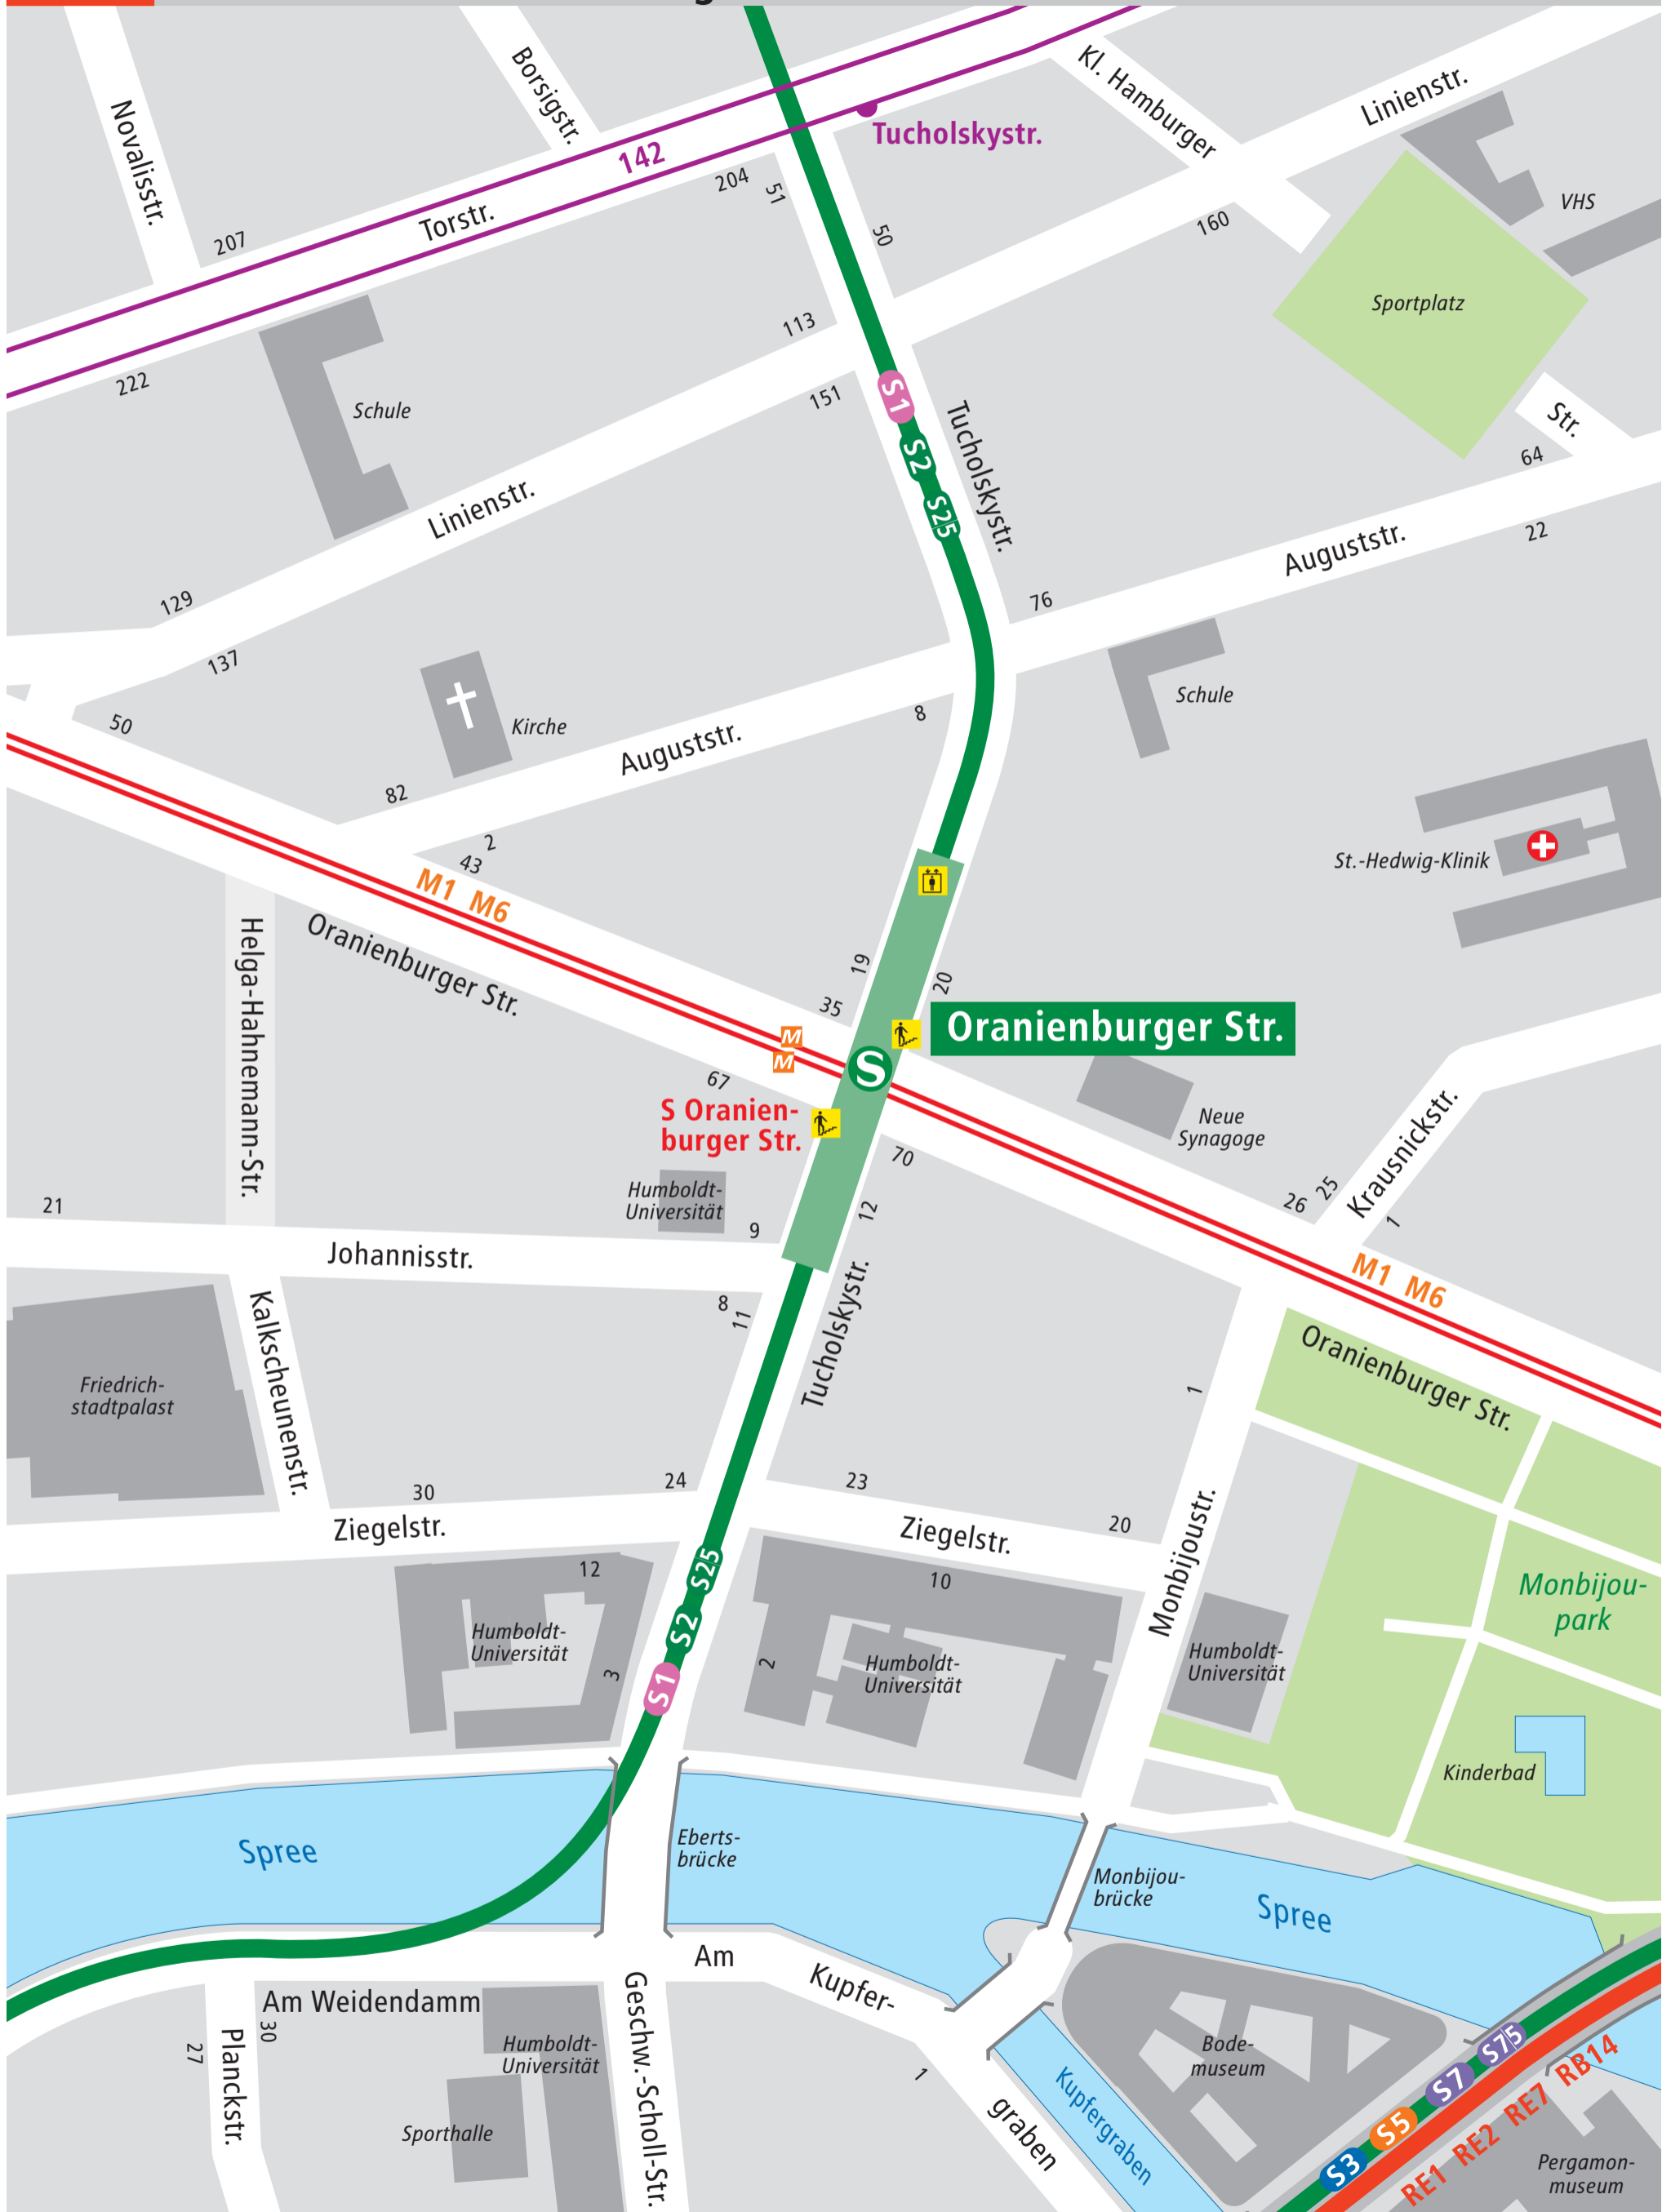 Novalisstr.
Borsigstr.
Kl. Hamburger
Linienstr.
Tucholskystr.
142
Torstr.
204
51
50
207
160
VHS
Sportplatz
113
222
Schule
151
S1
S2
S25
Tucholskystr.
Str.
64
Linienstr.
Auguststr.
22
129
76
137
Schule
50
Kirche
8
Auguststr.
82
2
43
M1 M6
St.-Hedwig-Klinik
Oranienburger Str.
Helga-Hahnemann-Str.
19
20
35
Oranienburger Str.
M
M
S
67
S Oranien-
burger Str.
Neue
Synagoge
70
Krausnickstr.
Humboldt-
Universität
26
25
1
21
9
12
Johannisstr.
M1 M6
8
11
Tucholskystr.
Kalkscheunenstr.
Oranienburger Str.
Friedrich-
stadtpalast
1
30
24
23
20
Ziegelstr.
Ziegelstr.
Monbijoustr.
12
S25
10
Monbijou-
park
S2
Humboldt-
Universität
3
2
Humboldt-
Universität
Humboldt-
Universität
S1
Kinderbad
Spree
Eberts-
brücke
Monbijou-
brücke
Spree
Am
Kupfer-
graben
Am Weidendamm
Geschw.-Scholl-Str.
27
30
Planckstr.
Humboldt-
Universität
Bode-
museum
1
Kupfergraben
Sporthalle
S3
S5
S7
S75
RE1 RE2 RE7 RB14
Pergamon-
museum